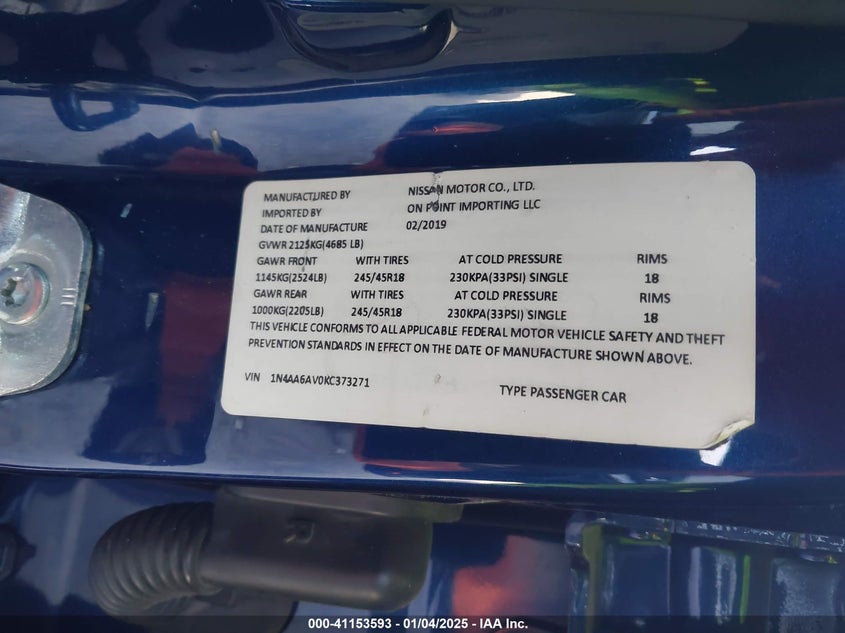 MANUFACTURED BY NISSAN MOTOR CO., LTD.
IMPORTED BY ON POINT IMPORTING LLC
DATE OF MANUFACTURE 02/2019
GVWR 2125KG(4685 LB)
GAWR FRONT WITH TIRES AT COLD PRESSURE RIMS
1145KG(2524LB) 245/45R18 230KPA(33PSI) SINGLE 18
GAWR REAR WITH TIRES AT COLD PRESSURE RIMS
1000KG(2205LB) 245/45R18 230KPA(33PSI) SINGLE 18
THIS VEHICLE CONFORMS TO ALL APPLICABLE FEDERAL MOTOR VEHICLE SAFETY AND THEFT
PREVENTION STANDARDS IN EFFECT ON THE DATE OF MANUFACTURE SHOWN ABOVE.
VIN 1N4AA6AV0KC373271 TYPE PASSENGER CAR
R
000-41153593 - 01/04/2025 - IAA Inc.